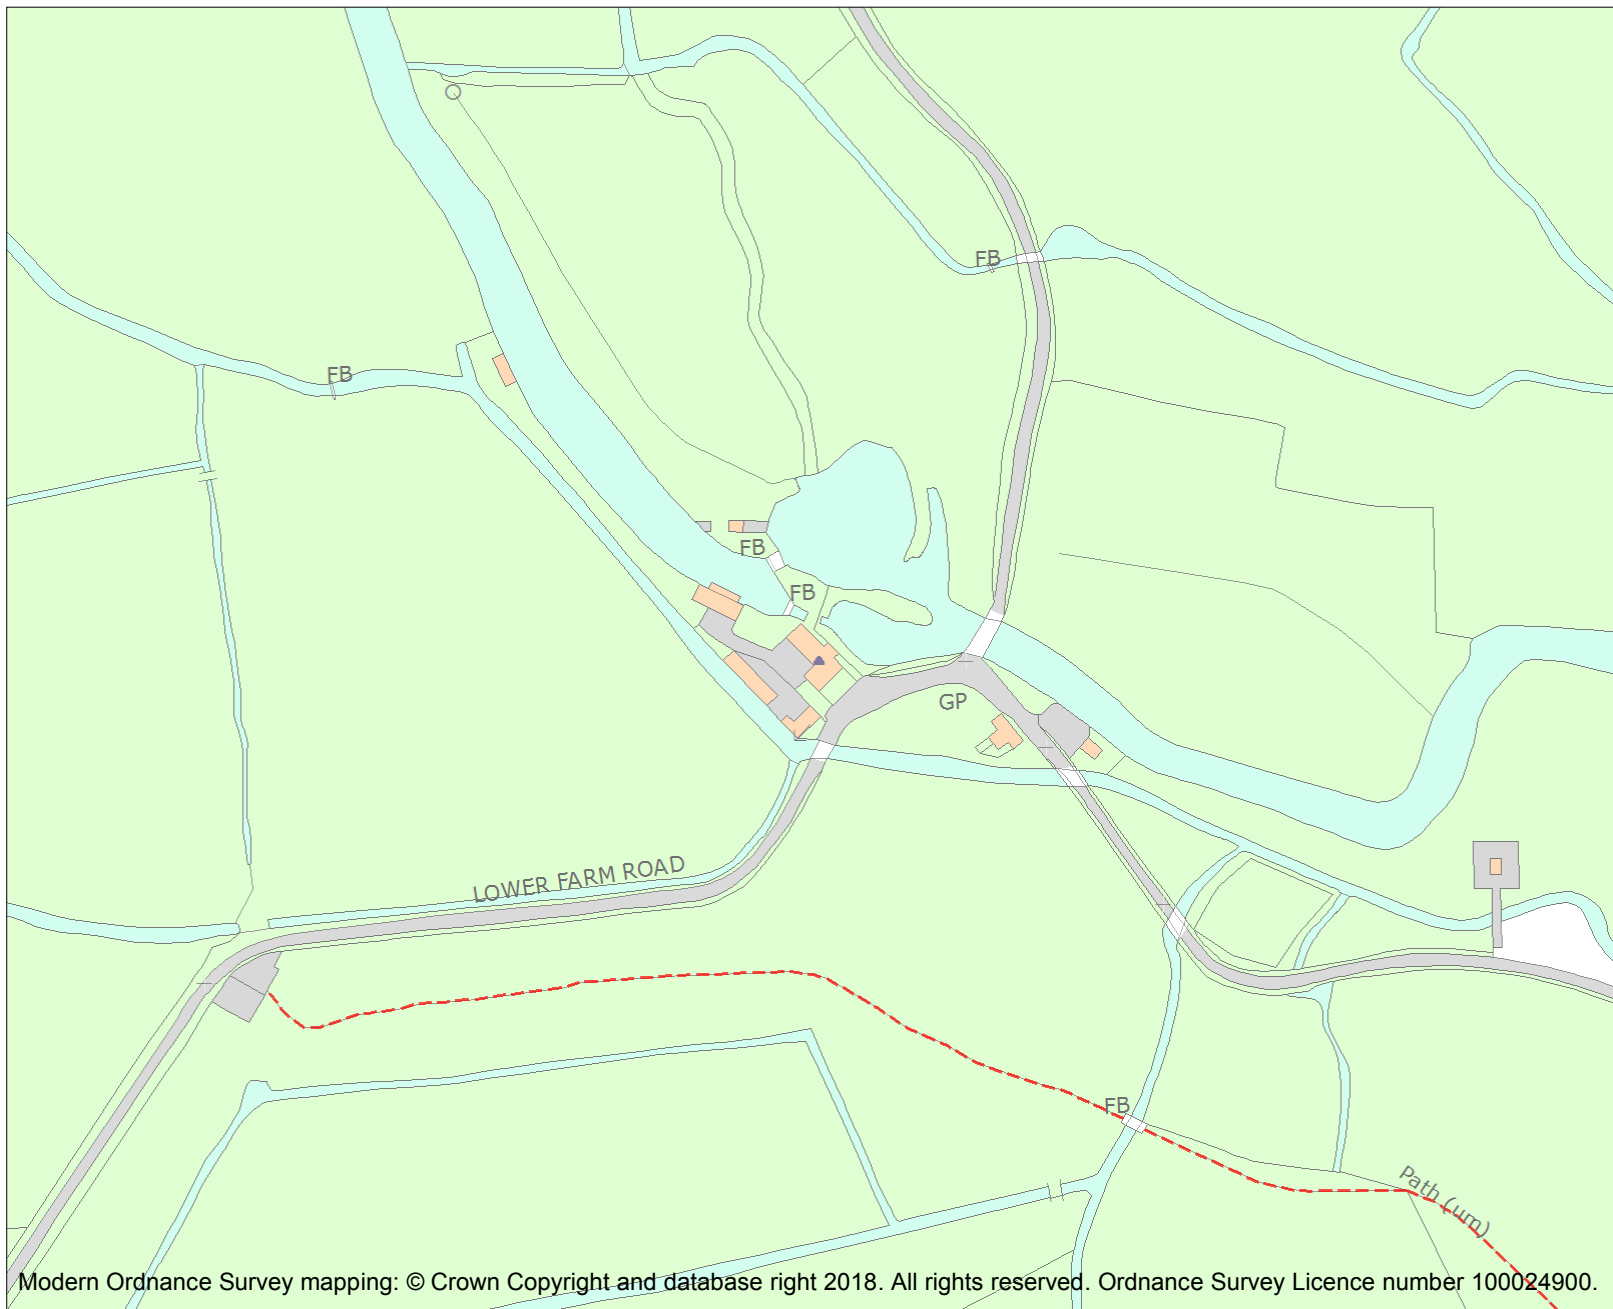 FB
FB
FB
FB
GP
LOWER FARM ROAD
FB
Path (um)
Modern Ordnance Survey mapping: © Crown Copyright and database right 2018. All rights reserved. Ordnance Survey Licence number 100024900.